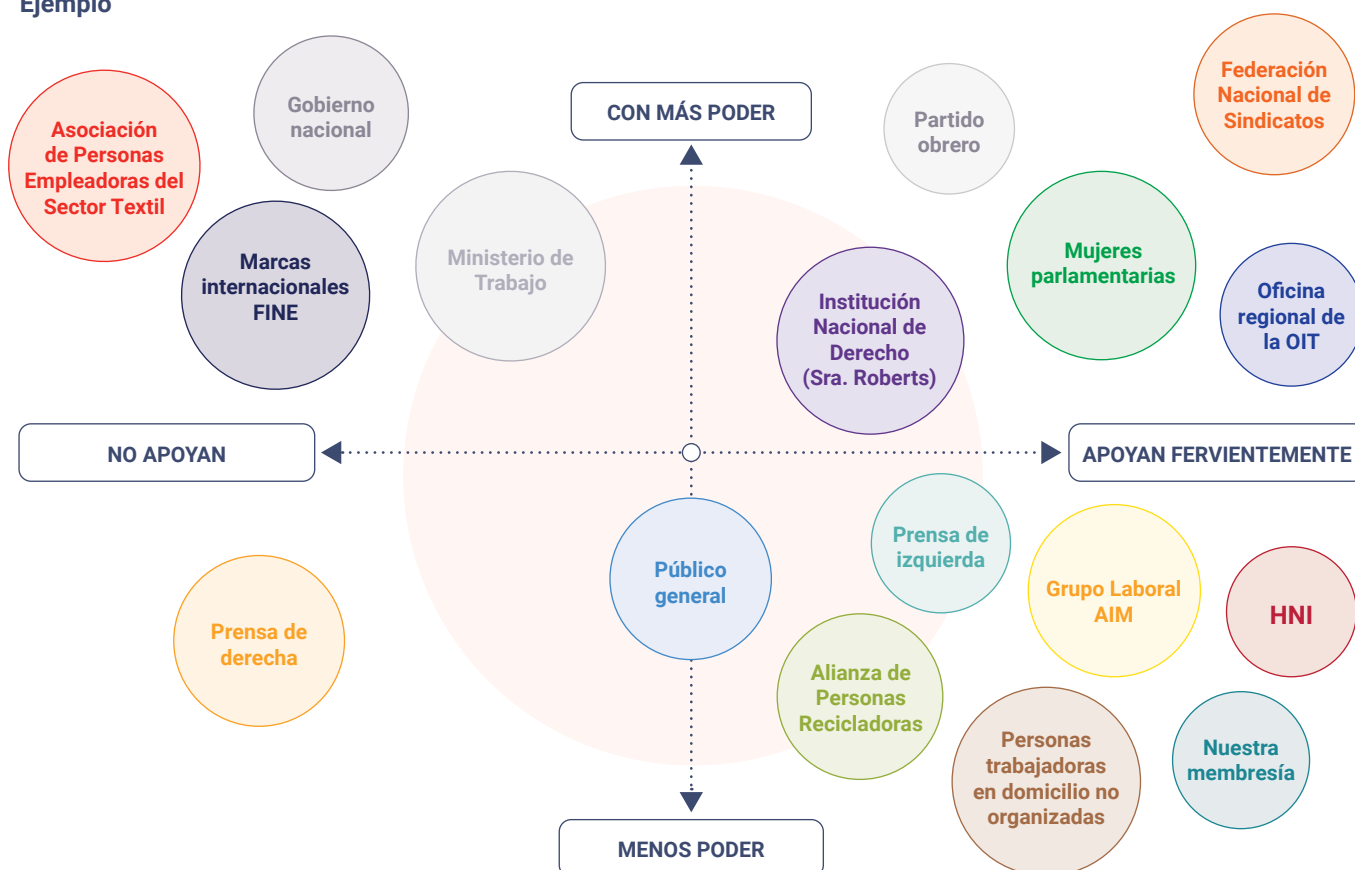 Ejemplo
Asociación
de Personas
Empleadoras del
Sector Textil
Gobierno
nacional
CON MÁS PODER
Partido
obrero
Federación
Nacional de
Sindicatos
Marcas
internacionales
FINE
Ministerio de
Trabajo
Institución
Nacional de
Derecho
(Sra. Roberts)
Mujeres
parlamentarias
Oficina
regional de
la OIT
NO APOYAN
APOYAN FERVIENTEMENTE
Prensa de
derecha
Público
general
Prensa de
izquierda
Grupo Laboral
AIM
HNI
Alianza de
Personas
Recicladoras
Personas
trabajadoras
en domicilio no
organizadas
Nuestra
membresía
MENOS PODER